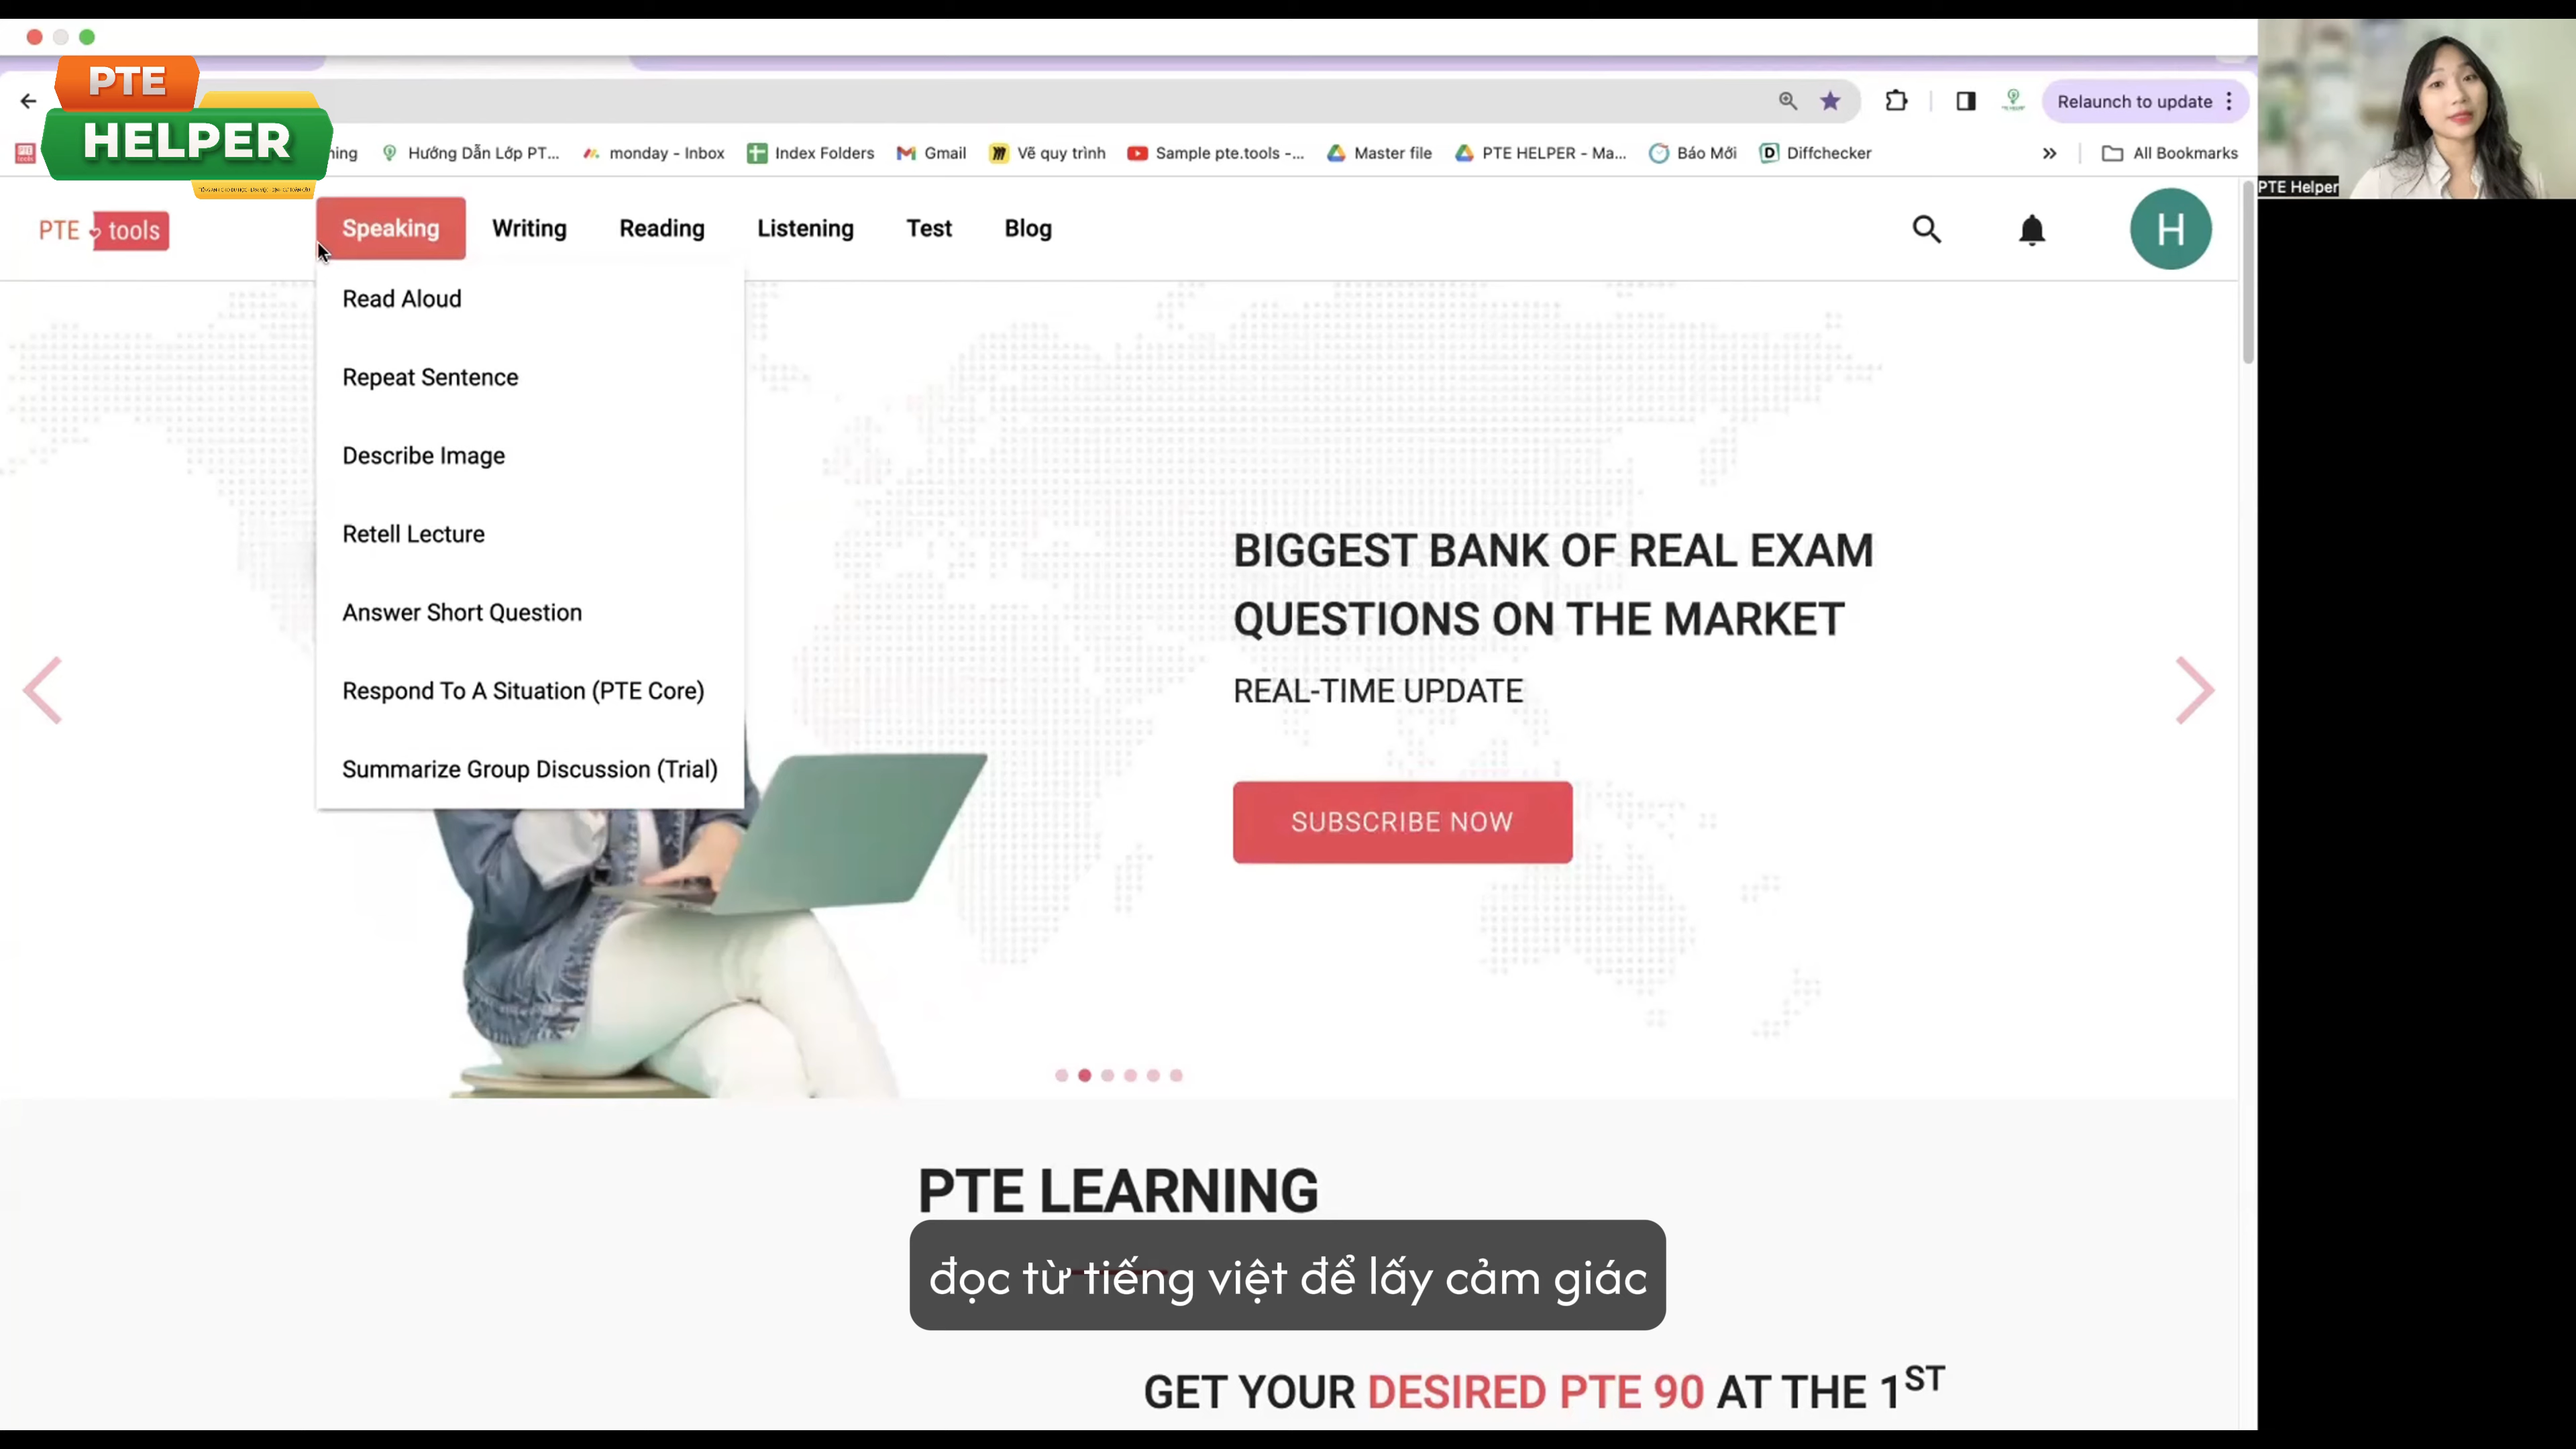 PTE
HELPER
Relaunch to update
Hướng Dẫn Lớp PT...
monday - Inbox
Index Folders
Gmail
Vẽ quy trình
Sample pte.tools -...
Master file
PTE HELPER - Ma...
Báo Mới
Diffchecker
All Bookmarks
PTE Helper
PTE tools
Speaking
Writing
Reading
Listening
Test
Blog
H
Read Aloud
Repeat Sentence
Describe Image
Retell Lecture
Answer Short Question
Respond To A Situation (PTE Core)
Summarize Group Discussion (Trial)
BIGGEST BANK OF REAL EXAM
QUESTIONS ON THE MARKET
REAL-TIME UPDATE
SUBSCRIBE NOW
PTE LEARNING
đọc từ tiếng việt để lấy cảm giác
GET YOUR DESIRED PTE 90 AT THE 1ST